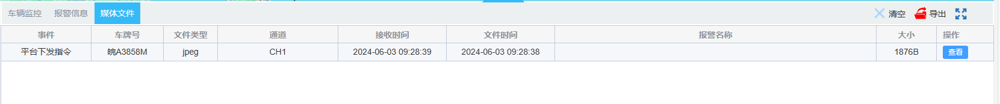 车辆监控 报警信息 媒体文件 清空 导出
事件 车牌号 文件类型 通道 接收时间 文件时间 报警名称 大小 操作
平台下发指令 皖A3858M jpeg CH1 2024-06-03 09:28:39 2024-06-03 09:28:38 1876B 查看